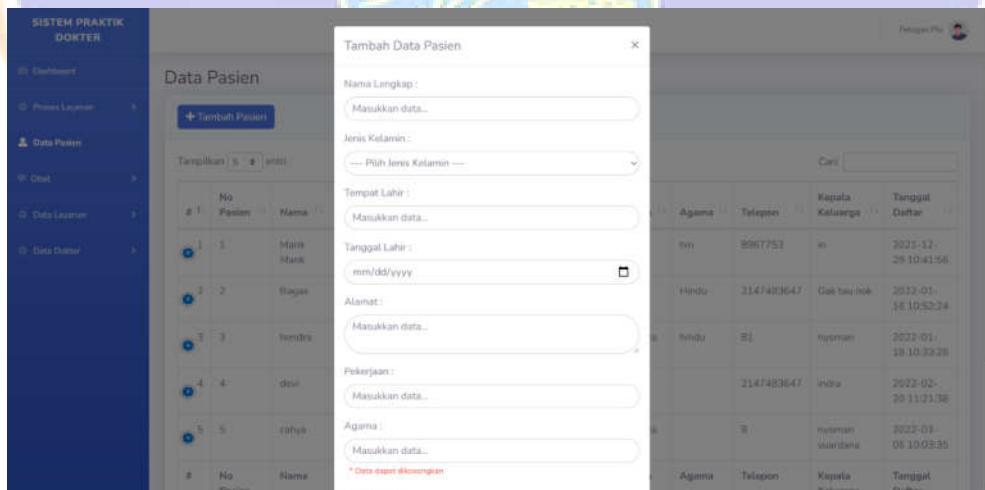 SISTEM PRAKTIK
DOKTER
Petugas
Dashboard
Proses Layanan
Data Pasien
Obat
Data Layanan
Data Dokter
Data Pasien
+ Tambah Pasien
Tampilkan 5 entri
Cari:
# No Pasien Nama Agama Telepon Kepala Keluarga Tanggal Daftar
1 1 Manik Manik hin 8967753 in 2021-12-29 10:41:56
2 2 Bagas Hindu 2147483647 Gak tau nok 2022-01-16 10:52:24
3 3 hendra hindu 81 nyoman 2022-01-18 10:33:28
4 4 devi 2147483647 indra 2022-02-20 11:21:38
5 5 cahya 8 nyoman suardana 2022-03-06 10:03:35
# No Nama Agama Telepon Kepala Tanggal
Tambah Data Pasien ×
Nama Lengkap :
Masukkan data...
Jenis Kelamin :
---- Pilih Jenis Kelamin ----
Tempat Lahir :
Masukkan data...
Tanggal Lahir :
mm/dd/yyyy
Alamat :
Masukkan data...
Pekerjaan :
Masukkan data...
Agama :
Masukkan data...
* Data dapat dikosongkan